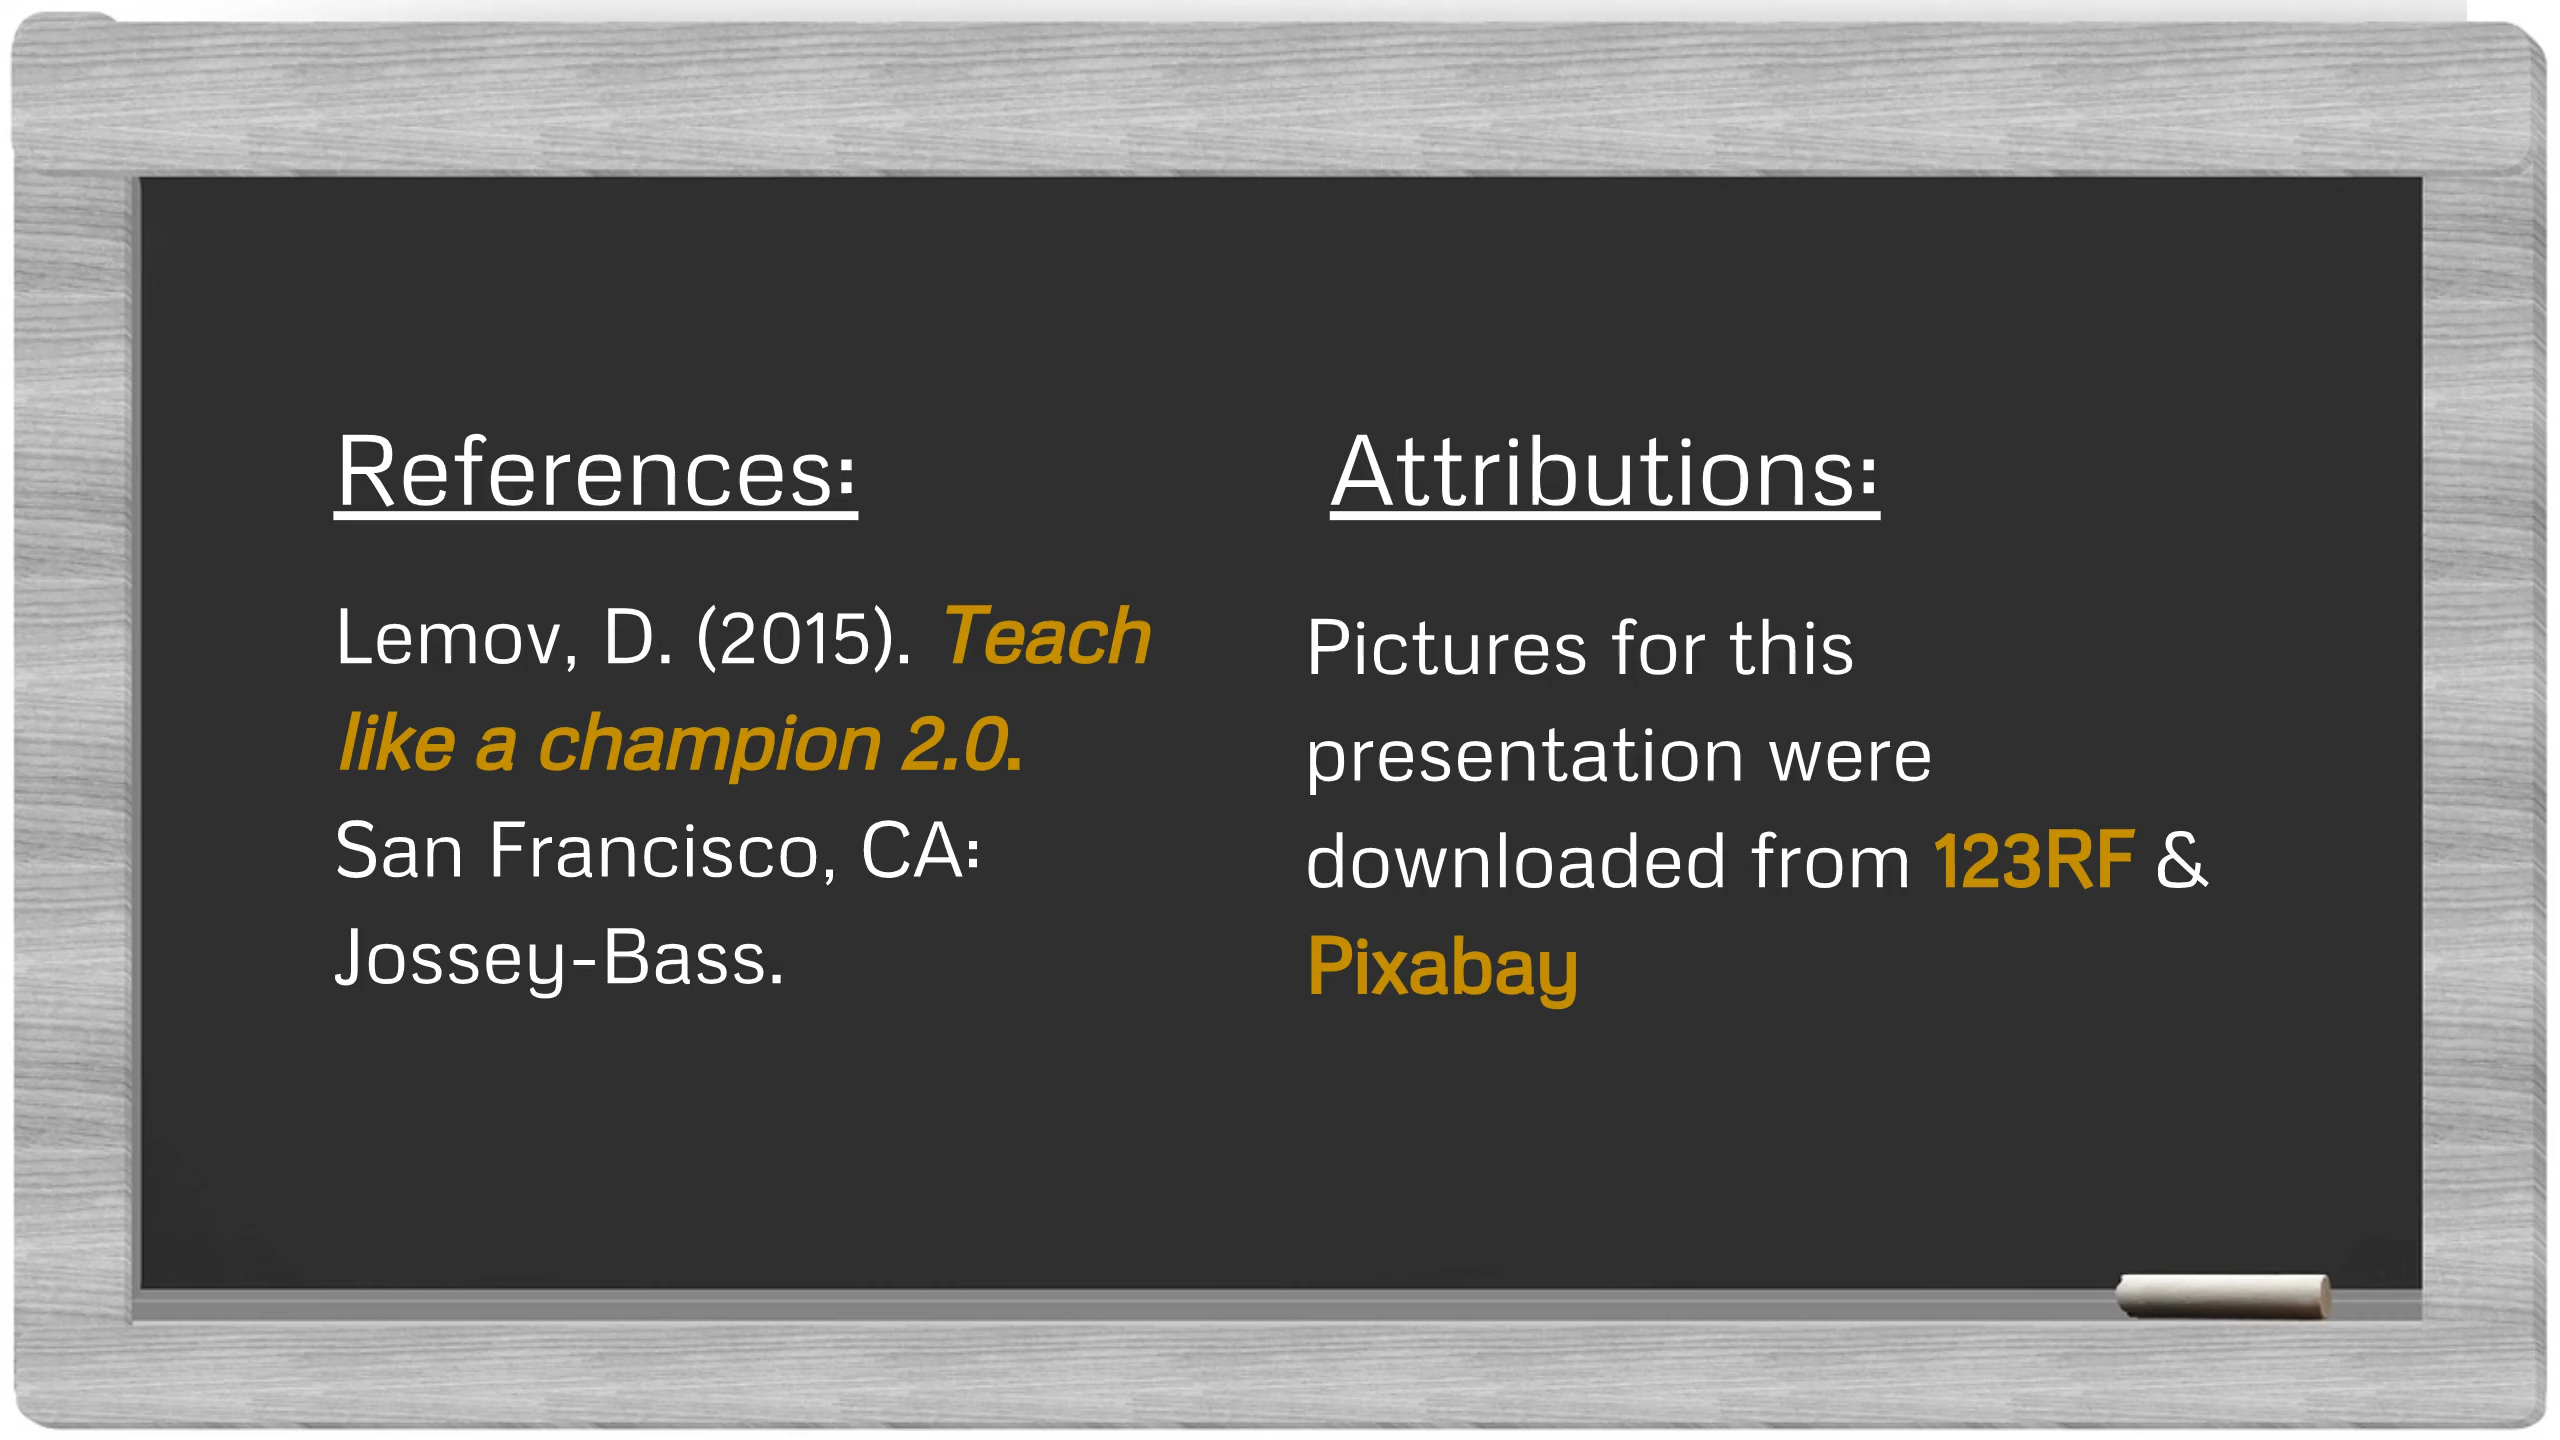 References:
Lemov, D. (2015). Teach
like a champion 2.0.
San Francisco, CA:
Jossey-Bass.
Attributions:
Pictures for this
presentation were
downloaded from 123RF &
Pixabay